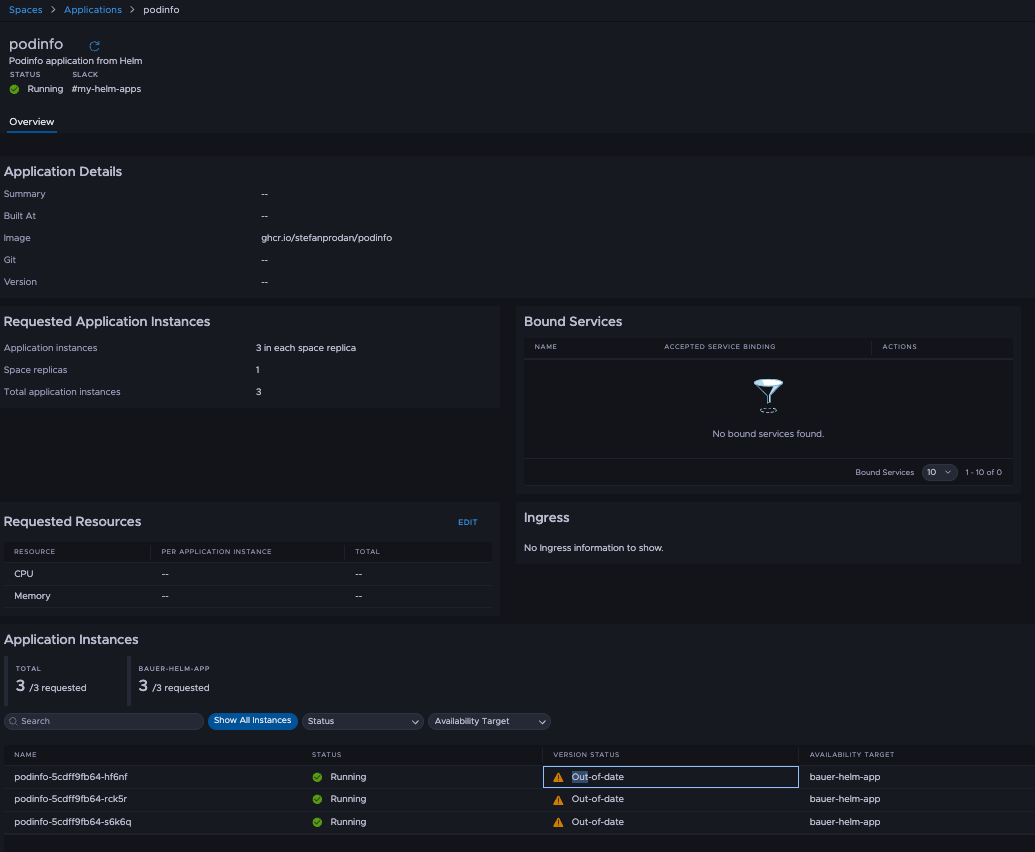 Spaces > Applications > podinfo
podinfo
Podinfo application from Helm
STATUS SLACK
Running #my-helm-apps
Overview
Application Details
Summary --
Built At --
Image ghcr.io/stefanprodan/podinfo
Git --
Version --
Requested Application Instances
Application instances 3 in each space replica
Space replicas 1
Total application instances 3
Bound Services
NAME ACCEPTED SERVICE BINDING ACTIONS
No bound services found.
Bound Services 10 1 - 10 of 0
Requested Resources EDIT
RESOURCE PER APPLICATION INSTANCE TOTAL
CPU -- --
Memory -- --
Ingress
No Ingress information to show.
Application Instances
TOTAL
3 /3 requested
BAUER-HELM-APP
3 /3 requested
Search Show All Instances Status Availability Target
NAME STATUS VERSION STATUS AVAILABILITY TARGET
podinfo-5cdff9fb64-hf6nf Running Out-of-date bauer-helm-app
podinfo-5cdff9fb64-rck5r Running Out-of-date bauer-helm-app
podinfo-5cdff9fb64-s6k6q Running Out-of-date bauer-helm-app